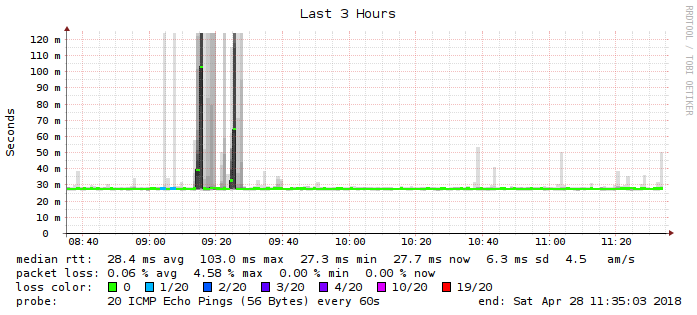 Last 3 Hours
RRDTOOL / TOBI OETIKER
Seconds
120 m
110 m
100 m
90 m
80 m
70 m
60 m
50 m
40 m
30 m
20 m
10 m
0
08:40 09:00 09:20 09:40 10:00 10:20 10:40 11:00 11:20
median rtt: 28.4 ms avg 103.0 ms max 27.3 ms min 27.7 ms now 6.3 ms sd 4.5 am/s
packet loss: 0.06 % avg 4.58 % max 0.00 % min 0.00 % now
loss color: 0 1/20 2/20 3/20 4/20 10/20 19/20
probe: 20 ICMP Echo Pings (56 Bytes) every 60s end: Sat Apr 28 11:35:03 2018